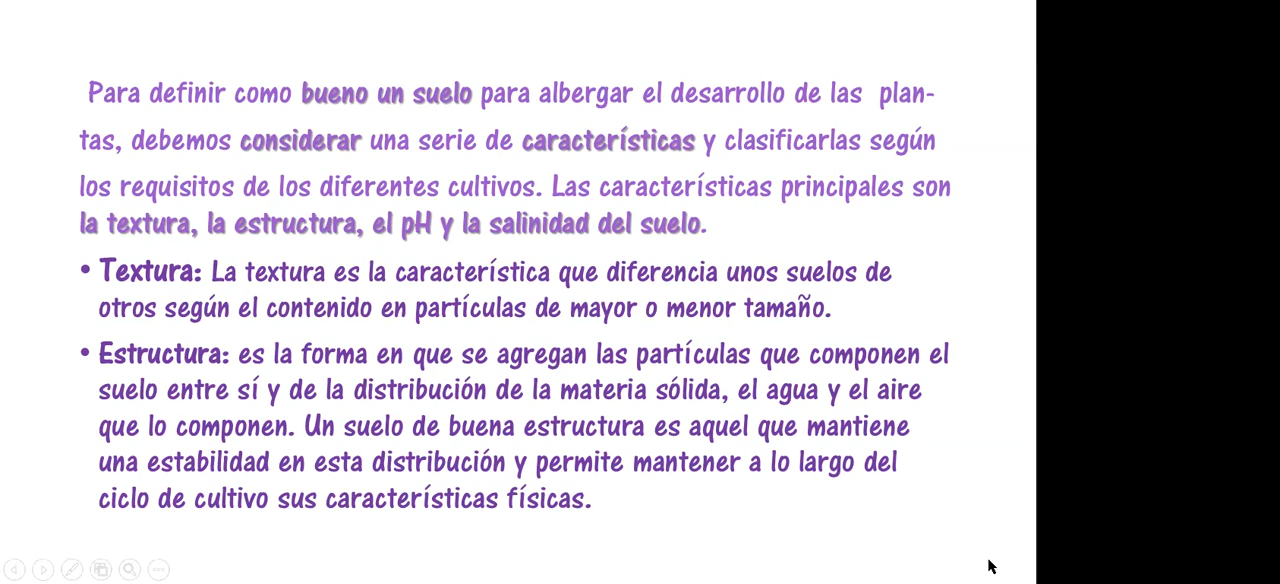 Para definir como bueno un suelo para albergar el desarrollo de las plan-
tas, debemos considerar una serie de características y clasificarlas según
los requisitos de los diferentes cultivos. Las características principales son
la textura, la estructura, el pH y la salinidad del suelo.
• Textura: La textura es la característica que diferencia unos suelos de
otros según el contenido en partículas de mayor o menor tamaño.
• Estructura: es la forma en que se agregan las partículas que componen el
suelo entre sí y de la distribución de la materia sólida, el agua y el aire
que lo componen. Un suelo de buena estructura es aquel que mantiene
una estabilidad en esta distribución y permite mantener a lo largo del
ciclo de cultivo sus características físicas.